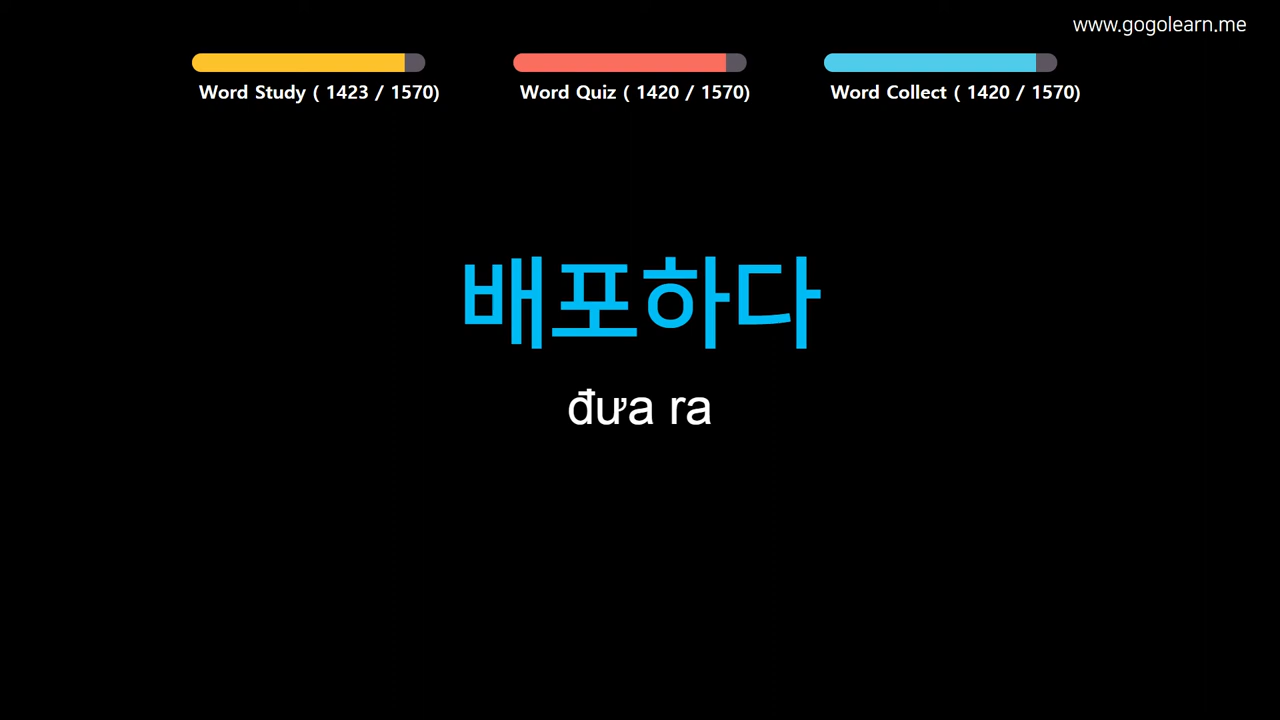 www.gogolearn.me
Word Study ( 1423 / 1570)
Word Quiz ( 1420 / 1570)
Word Collect ( 1420 / 1570)
배포하다
đưa ra